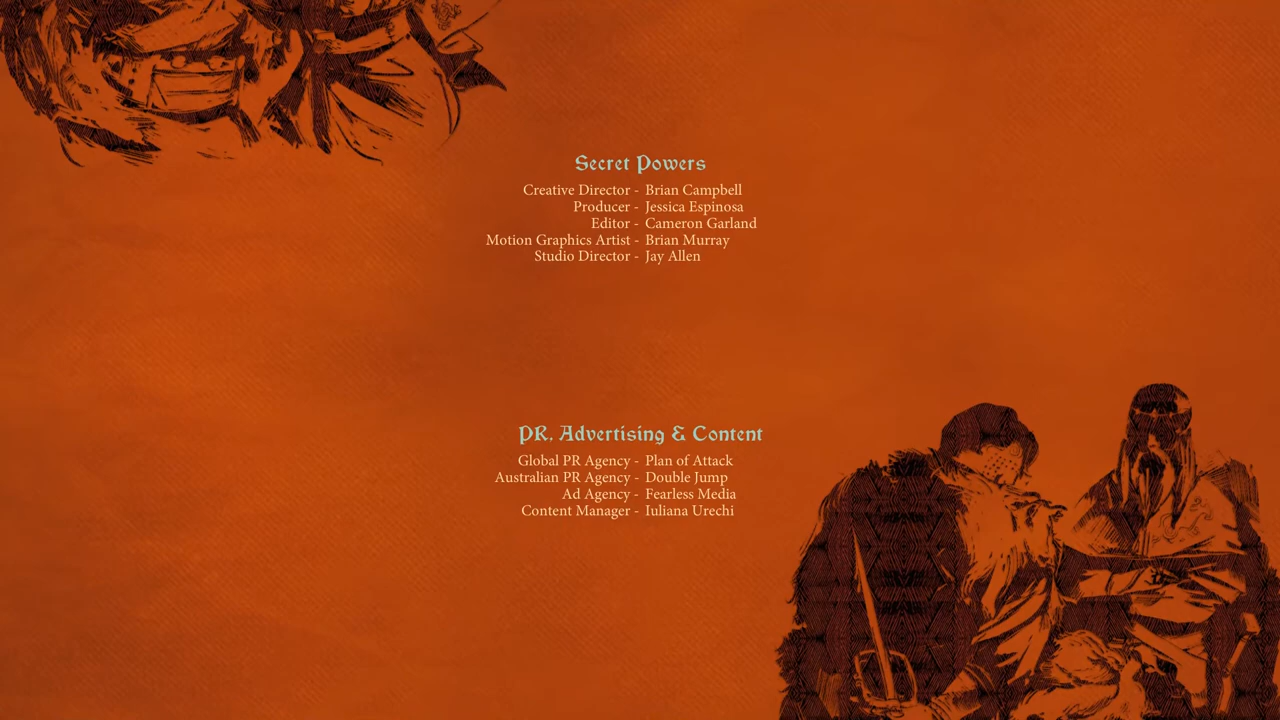 Secret Powers
Creative Director - Brian Campbell
Producer - Jessica Espinosa
Editor - Cameron Garland
Motion Graphics Artist - Brian Murray
Studio Director - Jay Allen
PR, Advertising & Content
Global PR Agency - Plan of Attack
Australian PR Agency - Double Jump
Ad Agency - Fearless Media
Content Manager - Iuliana Urechi